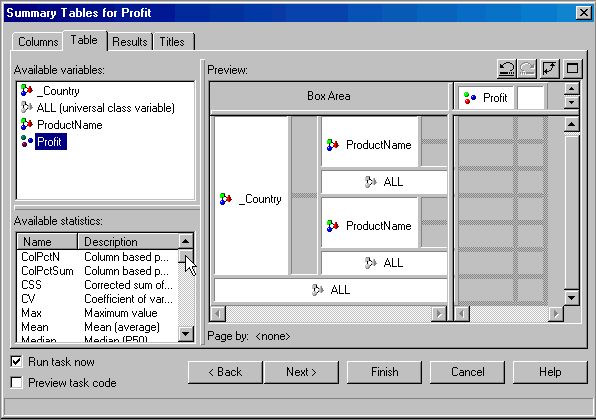 Summary Tables for Profit
Columns Table Results Titles
Available variables:
_Country
ALL (universal class variable)
ProductName
Profit
Available statistics:
Name Description
ColPctN Column based p...
ColPctSum Column based p...
CSS Corrected sum of...
CV Coefficient of var...
Max Maximum value
Mean Mean (average)
Median Median (P50)
Preview:
Box Area
Profit
ProductName
ALL
_Country
ProductName
ALL
ALL
Page by: <none>
Run task now
Preview task code
< Back Next > Finish Cancel Help